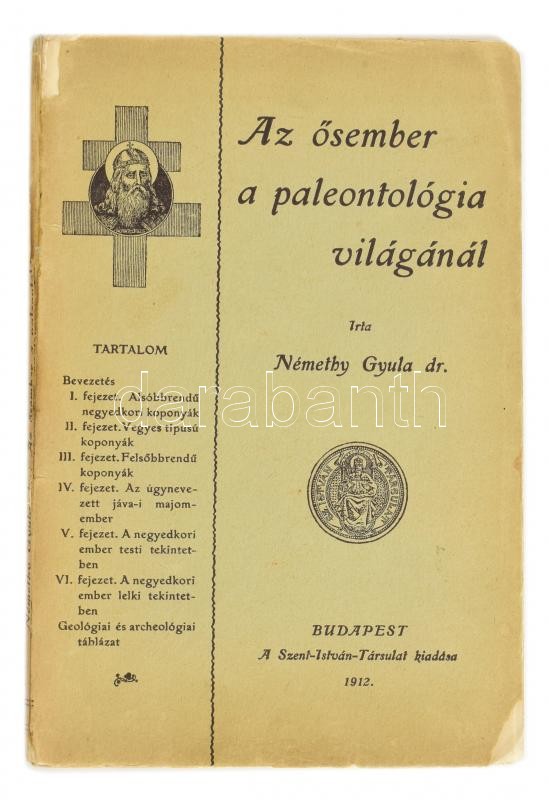 TARTALOM
Bevezetés
I. fejezet. Alsóbbrendű
negyedkori koponyák
II. fejezet. Vegyes típusú
koponyák
III. fejezet. Felsőbbrendű
koponyák
IV. fejezet. Az úgyneve-
zett jáva-i majom-
ember
V. fejezet. A negyedkori
ember testi tekintet-
ben
VI. fejezet. A negyedkori
ember lelki tekintet-
ben
Geológiai és archeológiai
táblázat
Az ősember
a paleontológia
világánál
Irta
Némethy Gyula dr.
BUDAPEST
A Szent-István-Társulat kiadása
1912.
darabanth